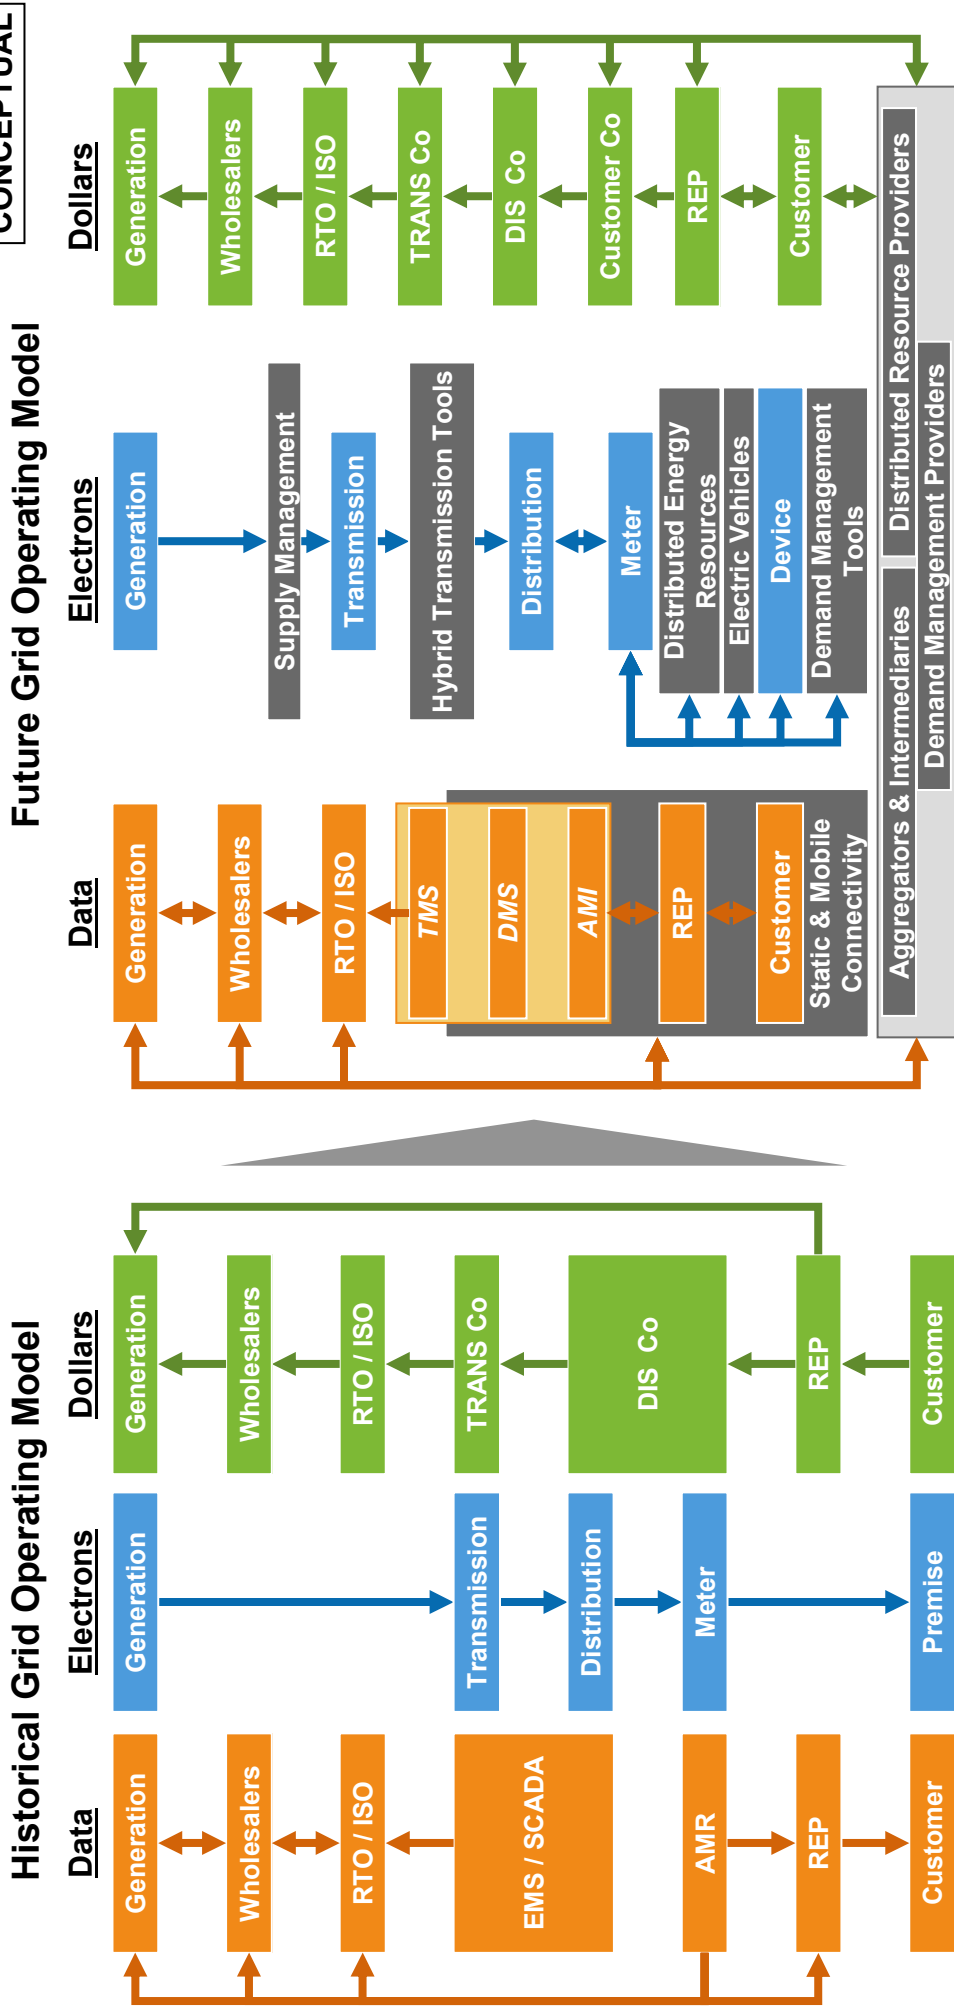 CONCEPTUAL
Historical Grid Operating Model
Data
Generation
Wholesalers
RTO / ISO
EMS / SCADA
AMR
REP
Customer
Electrons
Generation
Transmission
Distribution
Meter
Premise
Dollars
Generation
Wholesalers
RTO / ISO
TRANS Co
DIS Co
REP
Customer
Future Grid Operating Model
Data
Generation
Wholesalers
RTO / ISO
TMS
DMS
AMI
REP
Customer
Static & Mobile
Connectivity
Electrons
Generation
Supply Management
Transmission
Hybrid Transmission Tools
Distribution
Meter
Distributed Energy
Resources
Electric Vehicles
Device
Demand Management
Tools
Dollars
Generation
Wholesalers
RTO / ISO
TRANS Co
DIS Co
Customer Co
REP
Customer
Aggregators & Intermediaries
Distributed Resource Providers
Demand Management Providers